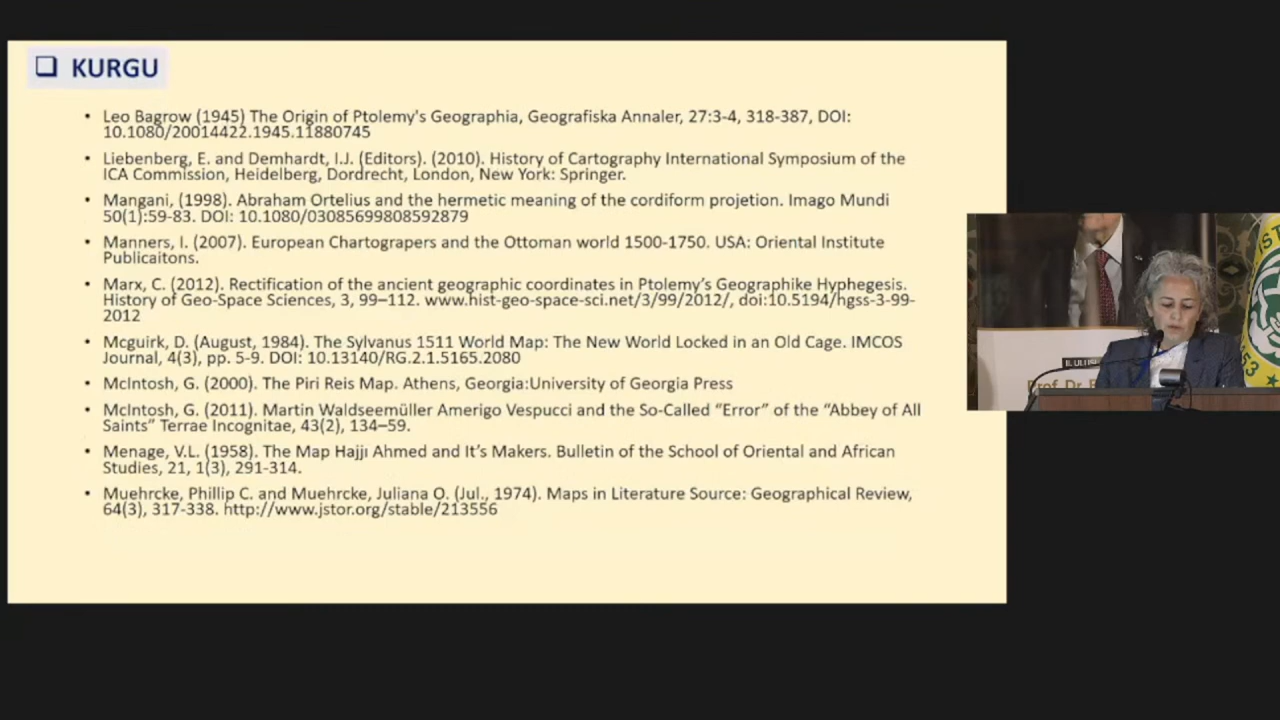 ❑ KURGU
• Leo Bagrow (1945) The Origin of Ptolemy's Geographia, Geografiska Annaler, 27:3-4, 318-387, DOI:
10.1080/20014422.1945.11880745
• Liebenberg, E. and Demhardt, I.J. (Editors). (2010). History of Cartography International Symposium of the
ICA Commission, Heidelberg, Dordrecht, London, New York: Springer.
• Mangani, (1998). Abraham Ortelius and the hermetic meaning of the cordiform projetion. Imago Mundi
50(1):59-83. DOI: 10.1080/03085699808592879
• Manners, I. (2007). European Chartograpers and the Ottoman world 1500-1750. USA: Oriental Institute
Publicaitons.
• Marx, C. (2012). Rectification of the ancient geographic coordinates in Ptolemy’s Geographike Hyphegesis.
History of Geo-Space Sciences, 3, 99–112. www.hist-geo-space-sci.net/3/99/2012/, doi:10.5194/hgss-3-99-
2012
• Mcguirk, D. (August, 1984). The Sylvanus 1511 World Map: The New World Locked in an Old Cage. IMCOS
Journal, 4(3), pp. 5-9. DOI: 10.13140/RG.2.1.5165.2080
• McIntosh, G. (2000). The Piri Reis Map. Athens, Georgia:University of Georgia Press
• McIntosh, G. (2011). Martin Waldseemüller Amerigo Vespucci and the So-Called “Error” of the “Abbey of All
Saints” Terrae Incognitae, 43(2), 134–59.
• Menage, V.L. (1958). The Map Hajjı Ahmed and It’s Makers. Bulletin of the School of Oriental and African
Studies, 21, 1(3), 291-314.
• Muehrcke, Phillip C. and Muehrcke, Juliana O. (Jul., 1974). Maps in Literature Source: Geographical Review,
64(3), 317-338. http://www.jstor.org/stable/213556
II. ULUSL
Prof. Dr.
IST
53